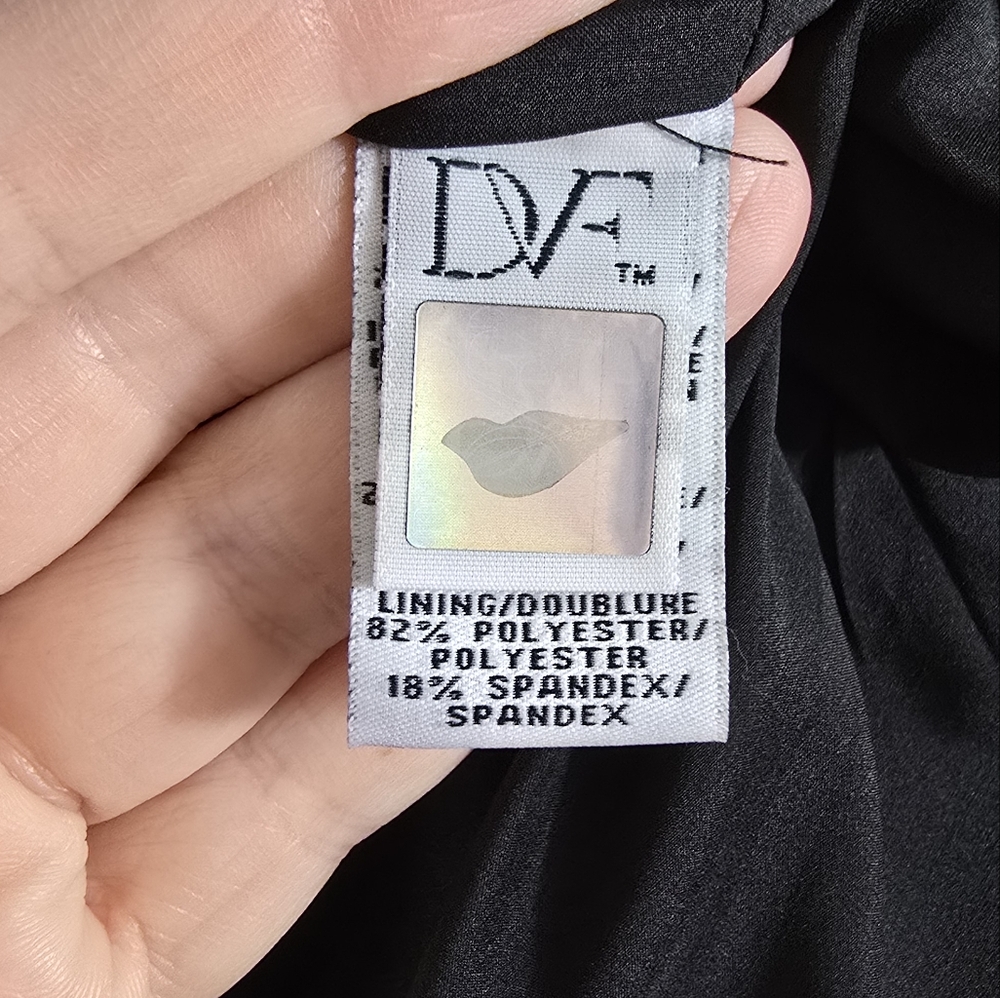 DVF
™
LINING/DOUBLURE
82% POLYESTER/
POLYESTER
18% SPANDEX/
SPANDEX